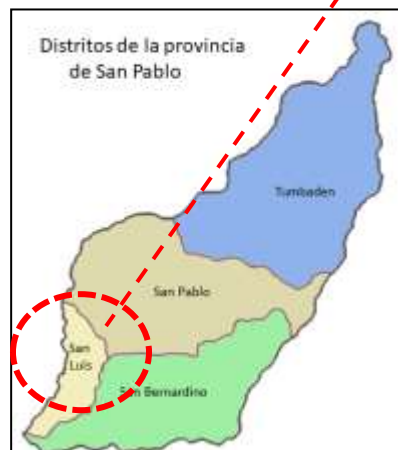 Distritos de la provincia
de San Pablo
Tumbaden
San Pablo
San
Luis
San Bernardino